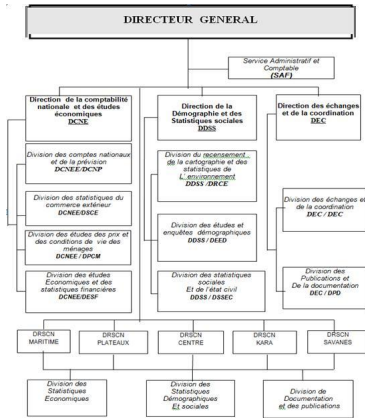 DIRECTEUR GENERAL
Service Administratif et
Comptable
(SAF)
Direction de la comptabilité
nationale et des études
économiques
DCNE
Direction de la
Démographie et des
Statistiques sociales
DDSS
Direction des échanges
et de la coordination
DEC
Division des comptes nationaux
et de la prévision
DCNEE/DCNP
Division des statistiques du
commerce extérieur
DCNEE/DSCE
Division des études des prix et
des conditions de vie des
ménages
DCNEE / DPCM
Division des études
Economiques et des
statistiques financières
DCNEE/DESF
Division du recensement
de la cartographie et des
statistiques de
L' environnement
DDSS /DRCE
Division des études et
enquêtes démographiques
DDSS / DEED
Division des statistiques
sociales
Et de l'état civil
DDSS / DSSEC
Division des échanges et
de la coordination
DEC / DEC
Division des
Publications et
De la documentation
DEC / DPD
DRSCN
MARITIME
DRSCN
PLATEAUX
DRSCN
CENTRE
DRSCN
KARA
DRSCN
SAVANES
Division des
Statistiques
Economiques
Division des
Statistiques
Démographiques
Et sociales
Division de
Documentation
et des publications